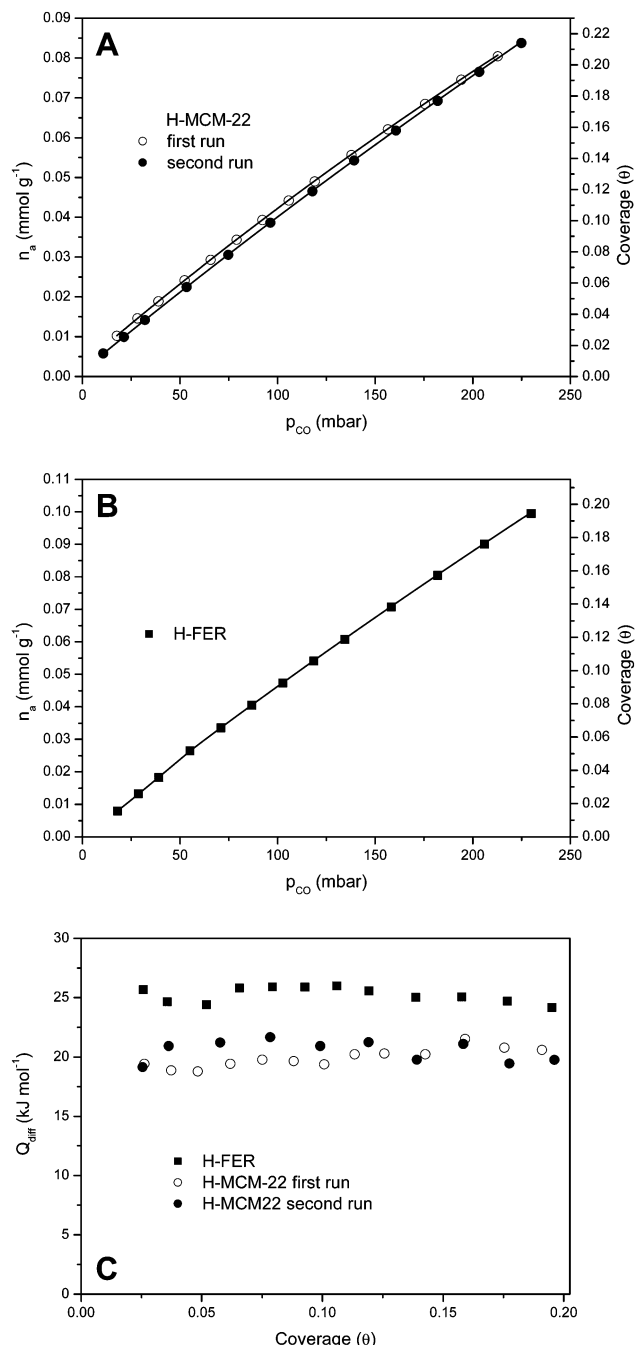 A
0.09
0.08
0.07
0.06
0.05
0.04
0.03
0.02
0.01
0.00
nₐ (mmol g⁻¹)
H-MCM-22
first run
second run
0.22
0.20
0.18
0.16
0.14
0.12
0.10
0.08
0.06
0.04
0.02
0.00
Coverage (θ)
0 50 100 150 200 250
p_CO (mbar)
B
0.11
0.10
0.09
0.08
0.07
0.06
0.05
0.04
0.03
0.02
0.01
0.00
nₐ (mmol g⁻¹)
H-FER
0.20
0.18
0.16
0.14
0.12
0.10
0.08
0.06
0.04
0.02
0.00
Coverage (θ)
0 50 100 150 200 250
p_CO (mbar)
30
25
20
15
10
5
0
Q_diff (kJ mol⁻¹)
H-FER
H-MCM-22 first run
H-MCM22 second run
C
0.00 0.05 0.10 0.15 0.20
Coverage (θ)